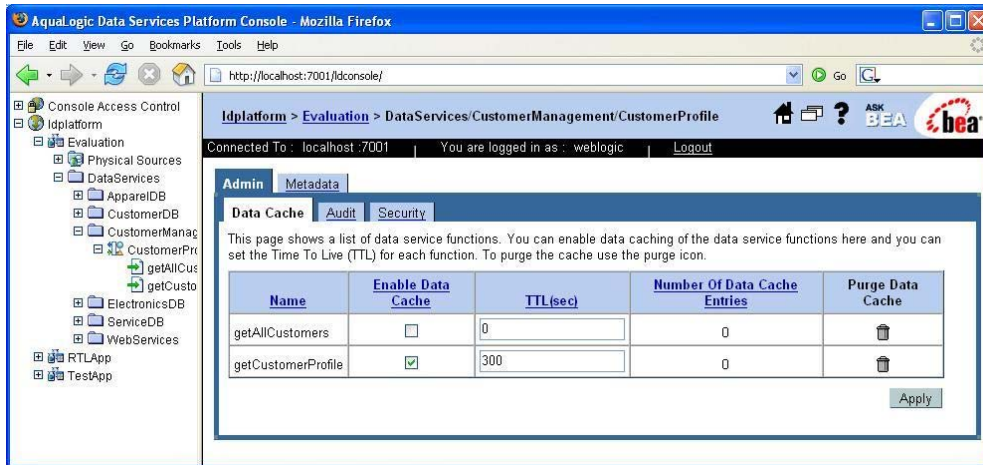 AquaLogic Data Services Platform Console - Mozilla Firefox
File Edit View Go Bookmarks Tools Help
http://localhost:7001/ldconsole/
Go
G
Console Access Control
ldplatform
Evaluation
Physical Sources
DataServices
ApparelDB
CustomerDB
CustomerManag
CustomerPro
getAllCus
getCusto
ElectronicsDB
ServiceDB
WebServices
RTLApp
TestApp
ldplatform > Evaluation > DataServices/CustomerManagement/CustomerProfile
?
ASK
BEA
bea
Connected To : localhost :7001 | You are logged in as : weblogic | Logout
Admin Metadata
Data Cache Audit Security
This page shows a list of data service functions. You can enable data caching of the data service functions here and you can
set the Time To Live (TTL) for each function. To purge the cache use the purge icon.
Name
Enable Data
Cache
TTL(sec)
Number Of Data Cache
Entries
Purge Data
Cache
getAllCustomers 0 0
getCustomerProfile 300 0
Apply